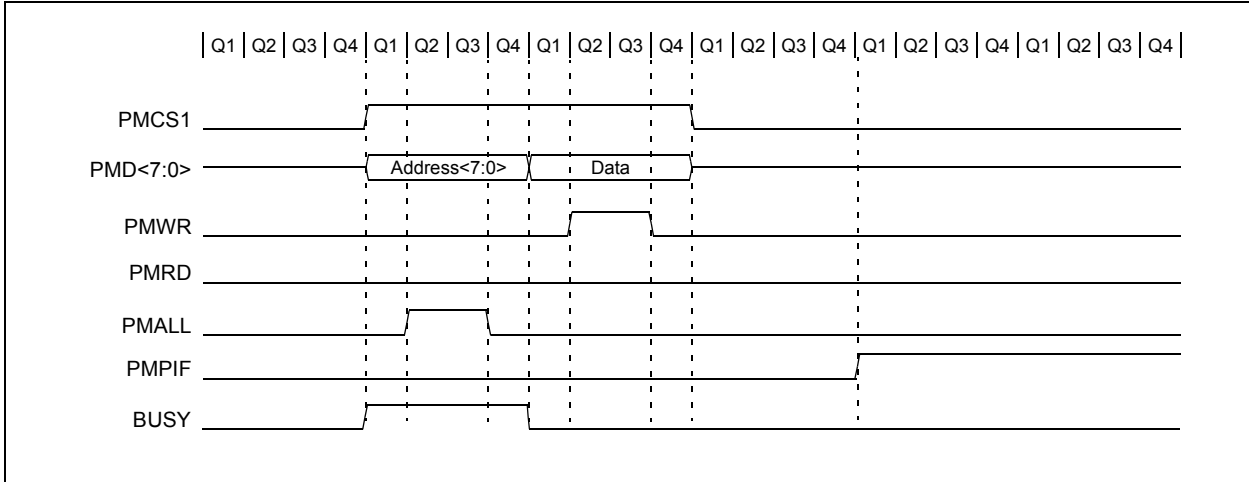 Q1 Q2 Q3 Q4 Q1 Q2 Q3 Q4 Q1 Q2 Q3 Q4 Q1 Q2 Q3 Q4 Q1 Q2 Q3 Q4 Q1 Q2 Q3 Q4
PMCS1
PMD<7:0> Address<7:0> Data
PMWR
PMRD
PMALL
PMPIF
BUSY